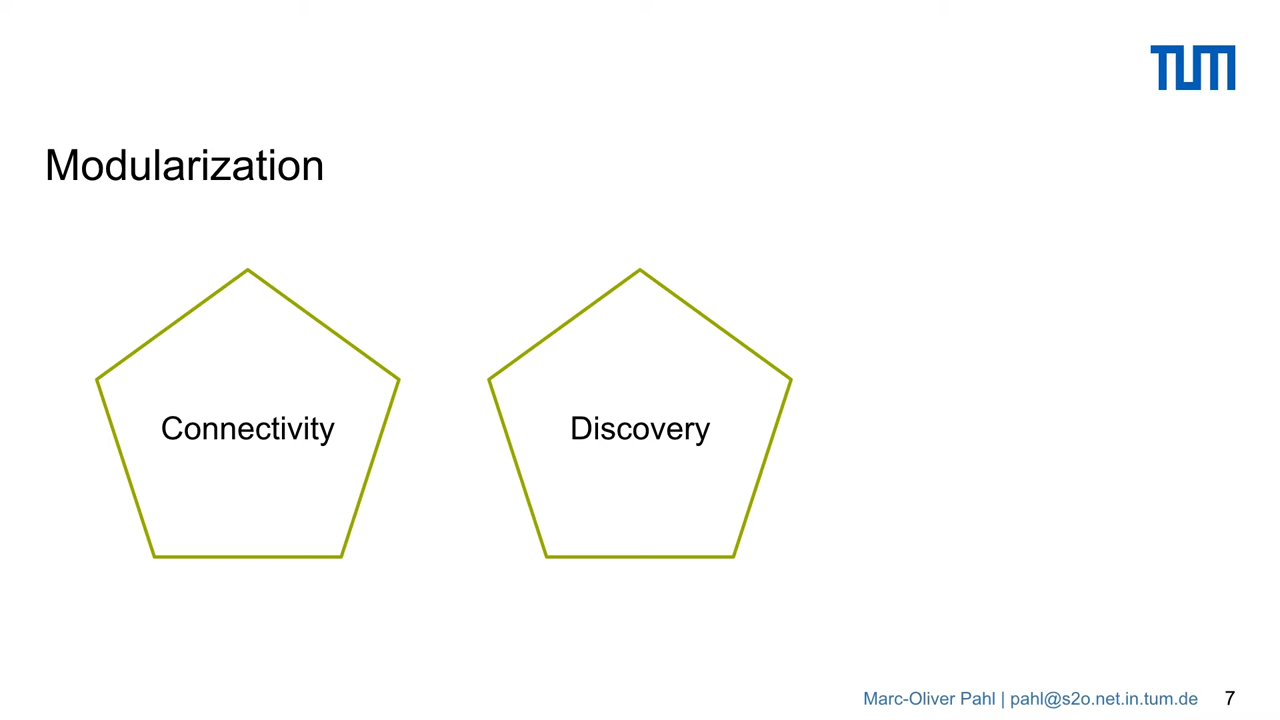 TUM
Modularization
Connectivity
Discovery
Marc-Oliver Pahl | pahl@s2o.net.in.tum.de 7